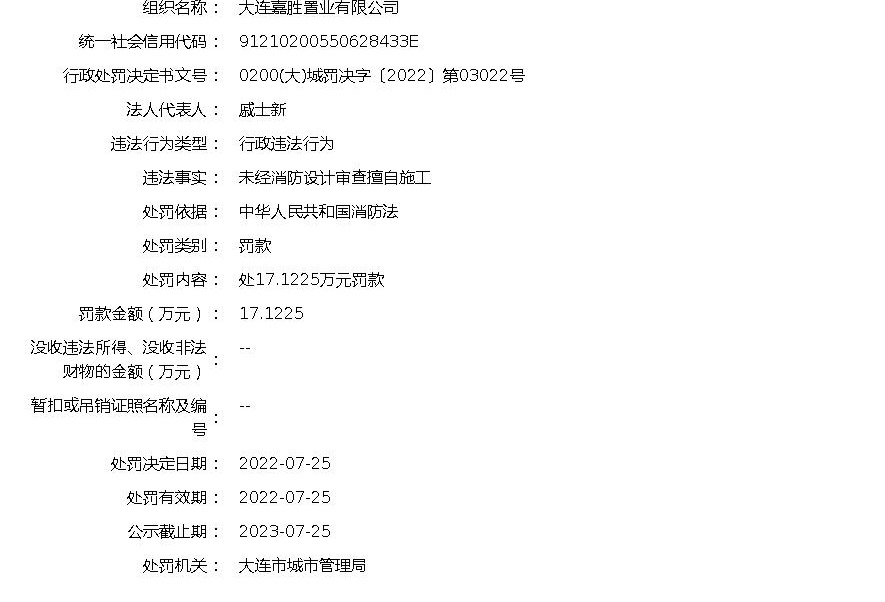 组织名称： 大连嘉胜置业有限公司
统一社会信用代码： 91210200550628433E
行政处罚决定书文号： 0200(大)城罚决字〔2022〕第03022号
法人代表人： 戚士新
违法行为类型： 行政违法行为
违法事实： 未经消防设计审查擅自施工
处罚依据： 中华人民共和国消防法
处罚类别： 罚款
处罚内容： 处17.1225万元罚款
罚款金额（万元）： 17.1225
没收违法所得、没收非法
财物的金额（万元）： --
暂扣或吊销证照名称及编
号： --
处罚决定日期： 2022-07-25
处罚有效期： 2022-07-25
公示截止期： 2023-07-25
处罚机关： 大连市城市管理局